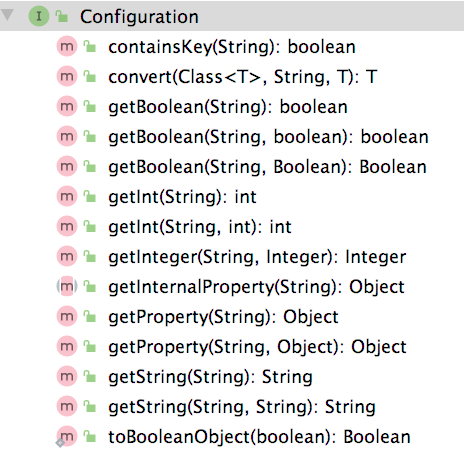 Configuration
containsKey(String): boolean
convert(Class<T>, String, T): T
getBoolean(String): boolean
getBoolean(String, boolean): boolean
getBoolean(String, Boolean): Boolean
getInt(String): int
getInt(String, int): int
getInteger(String, Integer): Integer
getInternalProperty(String): Object
getProperty(String): Object
getProperty(String, Object): Object
getString(String): String
getString(String, String): String
toBooleanObject(boolean): Boolean